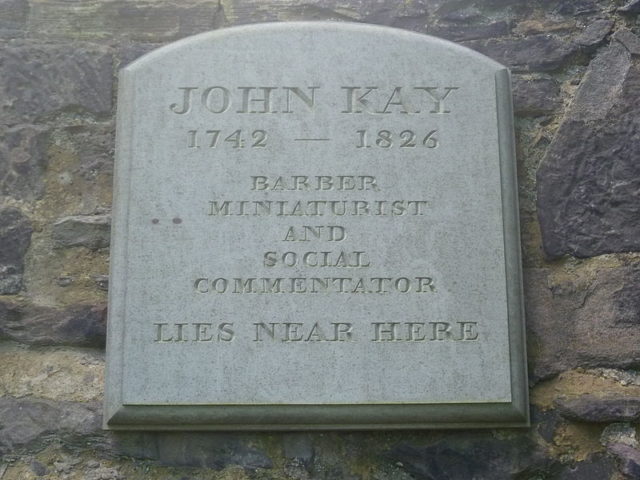 JOHN KAY
1742 — 1826
BARBER
MINIATURIST
AND
SOCIAL
COMMENTATOR
LIES NEAR HERE